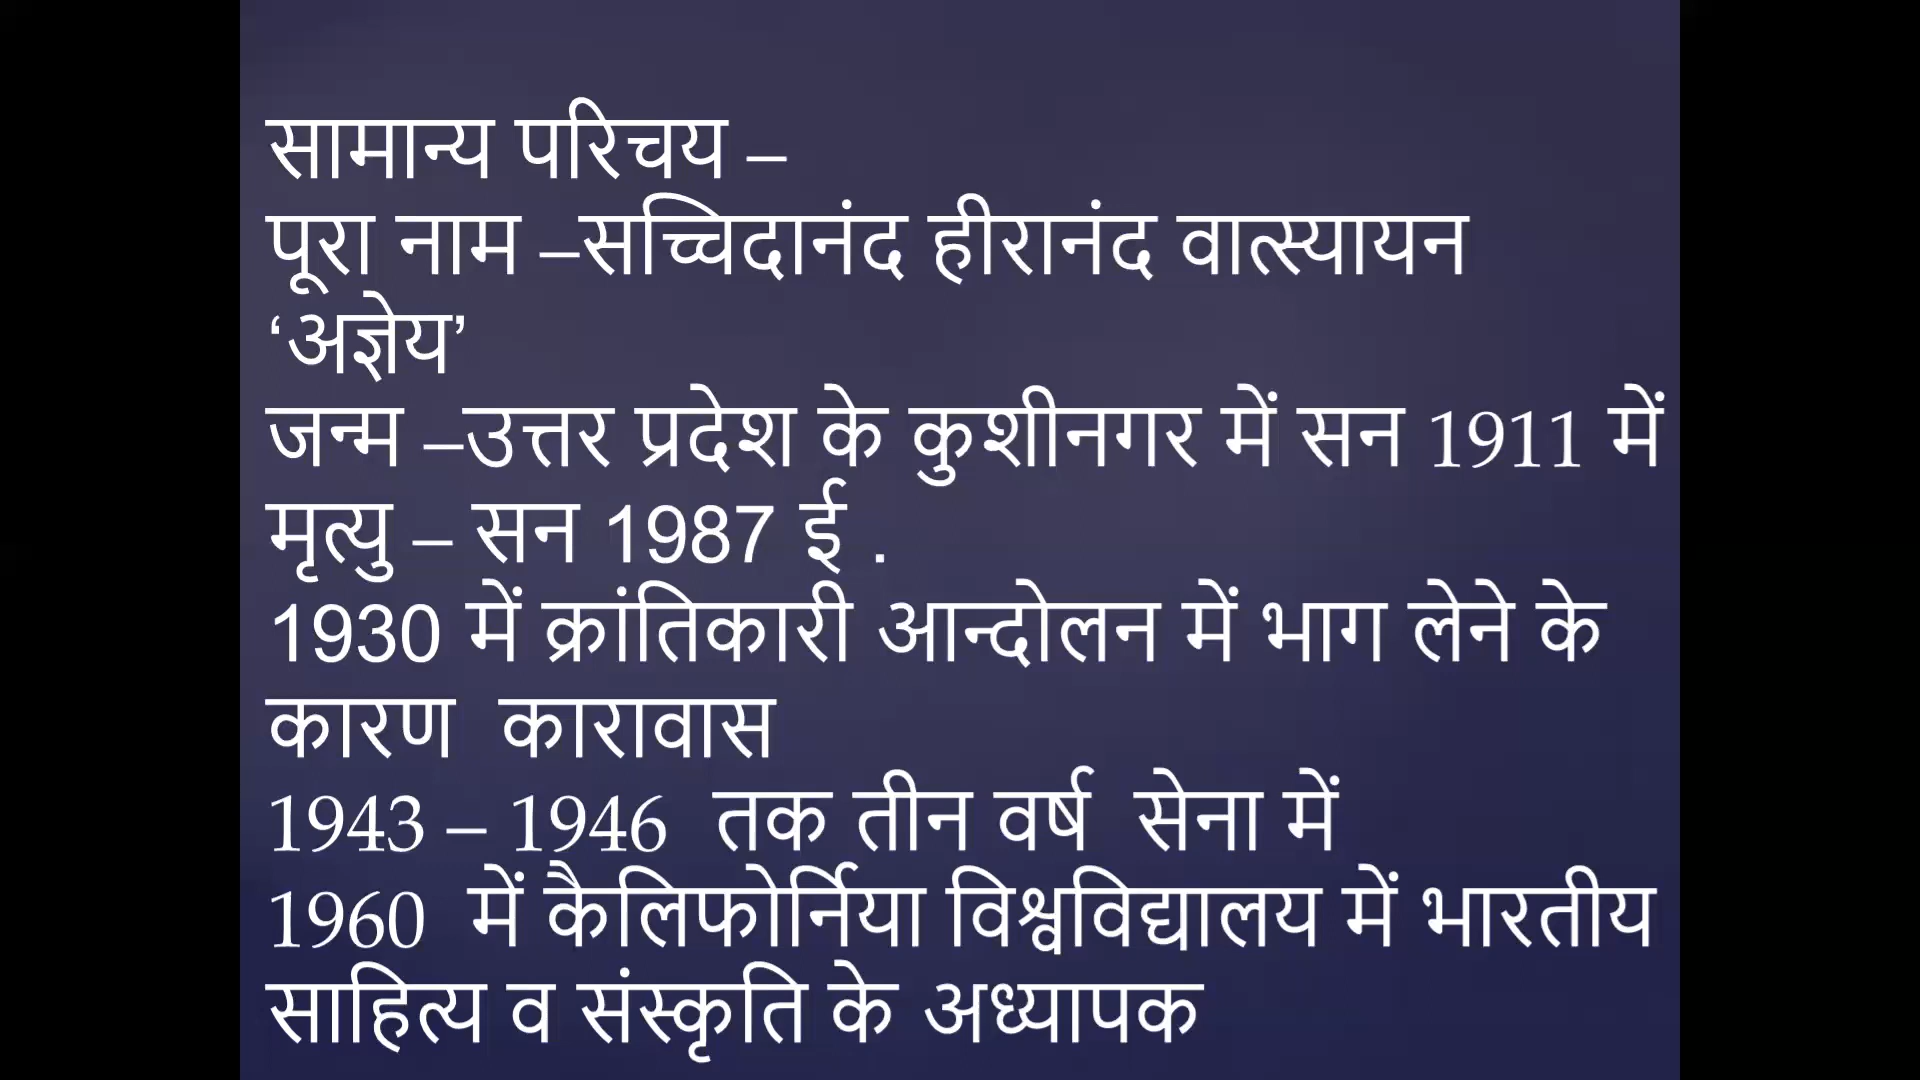 सामान्य परिचय –
पूरा नाम –सच्चिदानंद हीरानंद वात्स्यायन
‘अज्ञेय’
जन्म –उत्तर प्रदेश के कुशीनगर में सन 1911 में
मृत्यु – सन 1987 ई .
1930 में क्रांतिकारी आन्दोलन में भाग लेने के
कारण कारावास
1943 – 1946 तक तीन वर्ष सेना में
1960 में कैलिफोर्निया विश्वविद्यालय में भारतीय
साहित्य व संस्कृति के अध्यापक